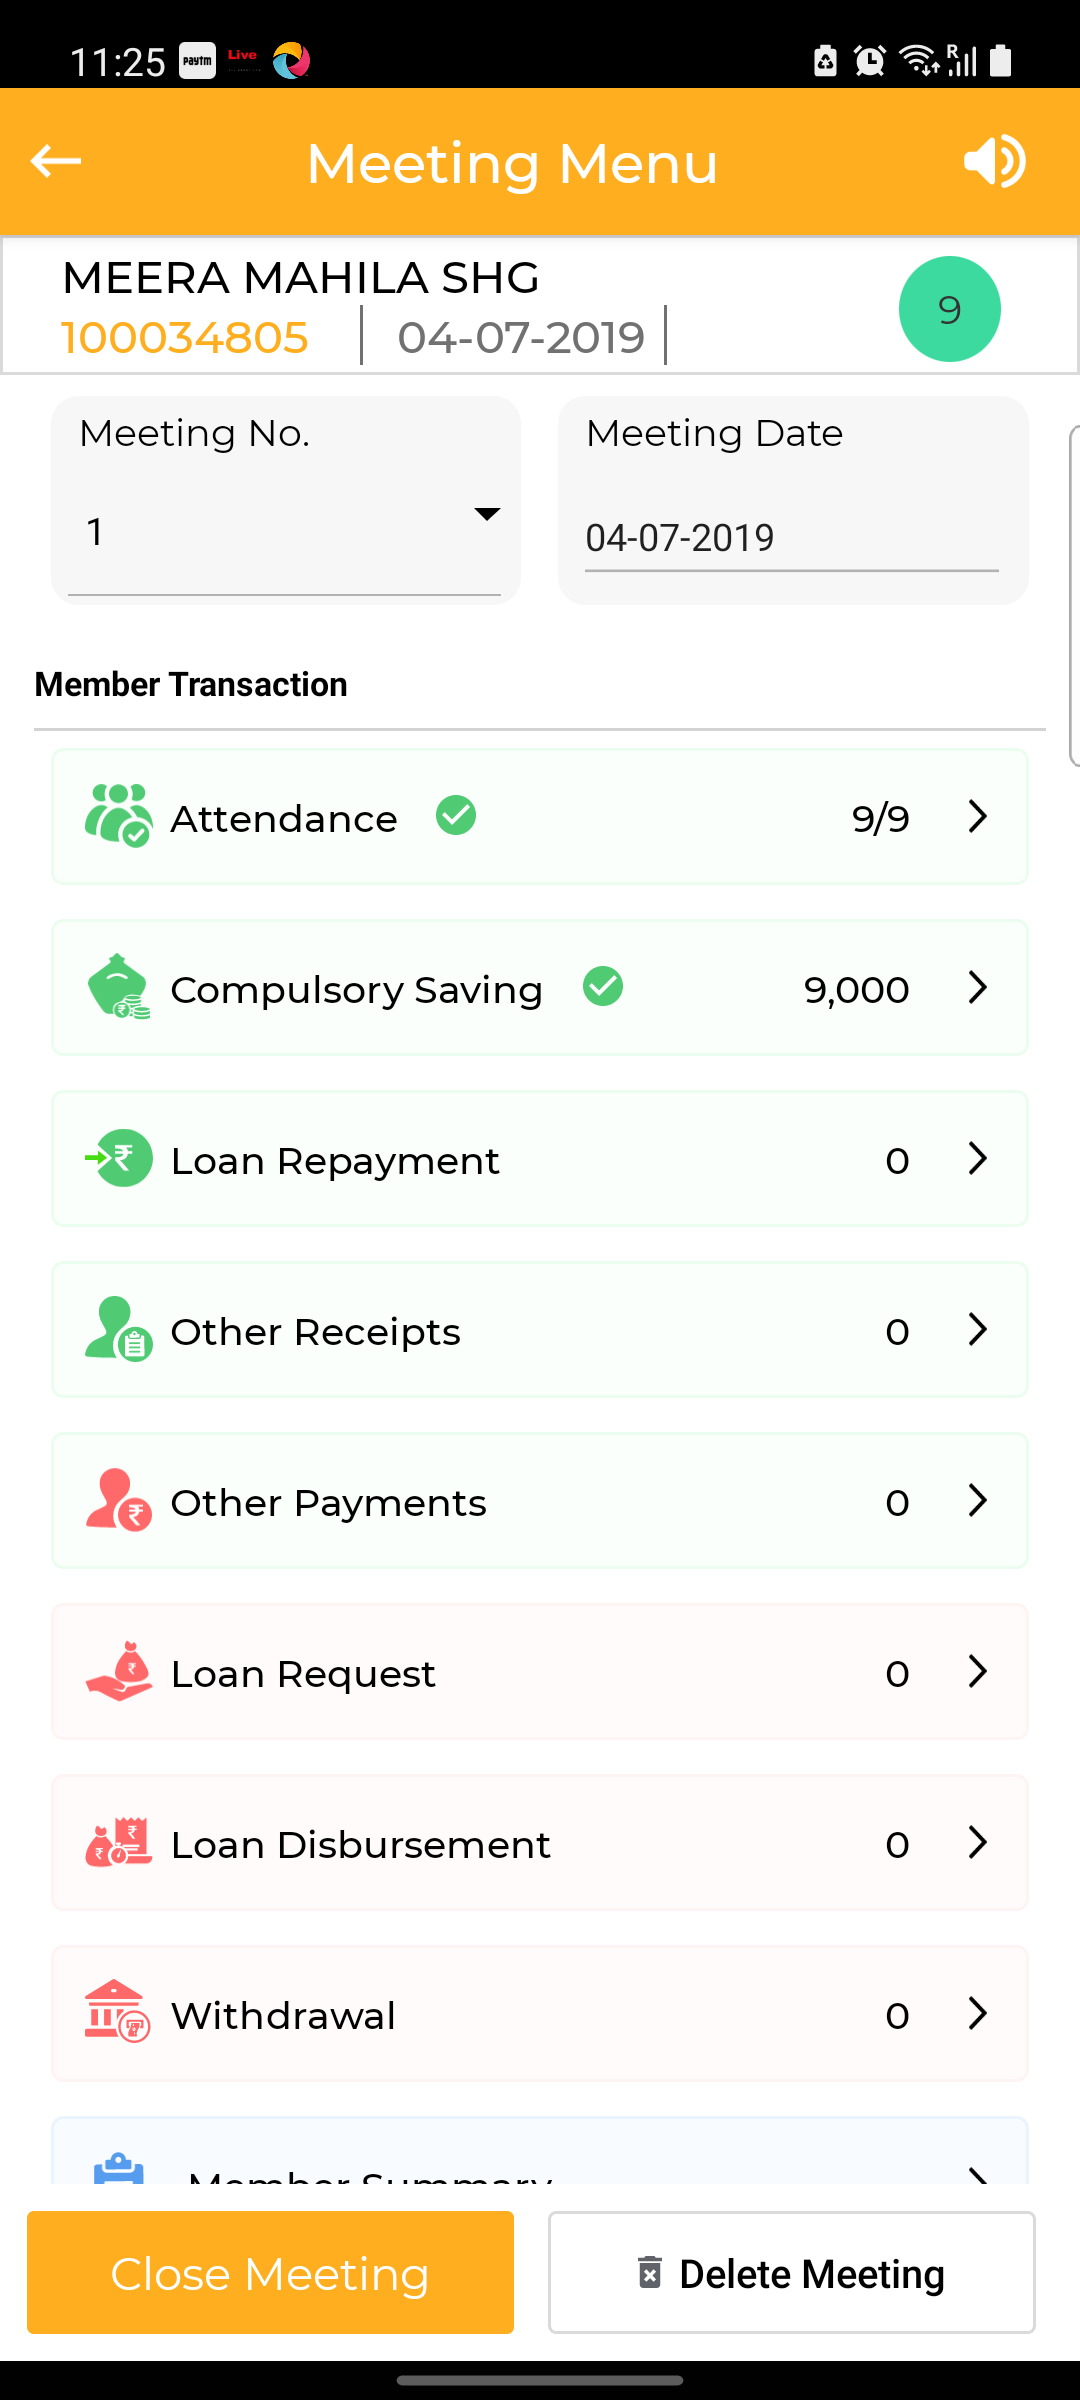 11:25 paytm Live R
Meeting Menu
MEERA MAHILA SHG
100034805 04-07-2019
9
Meeting No.
1
Meeting Date
04-07-2019
Member Transaction
Attendance 9/9
Compulsory Saving 9,000
Loan Repayment 0
Other Receipts 0
Other Payments 0
Loan Request 0
Loan Disbursement 0
Withdrawal 0
Member Summary
Close Meeting
Delete Meeting